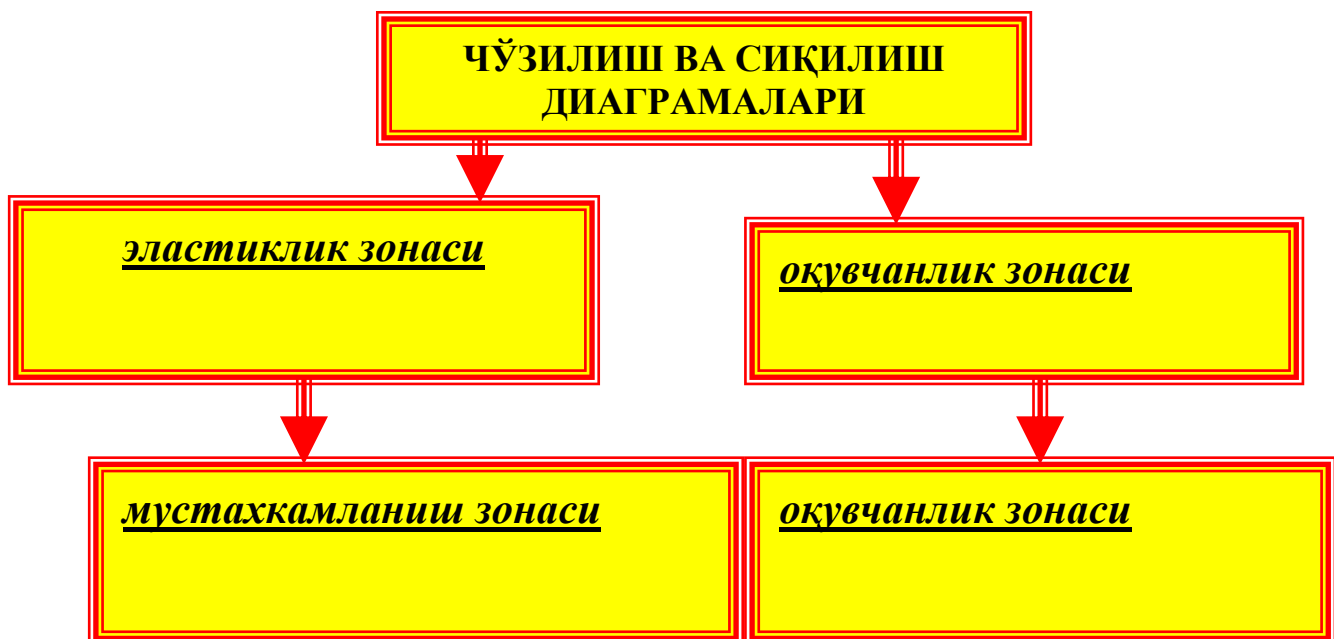 ЧЎЗИЛИШ ВА СИҚИЛИШ
ДИАГРАМАЛАРИ
эластиклик зонаси
оқувчанлик зонаси
мустахкамланиш зонаси
оқувчанлик зонаси